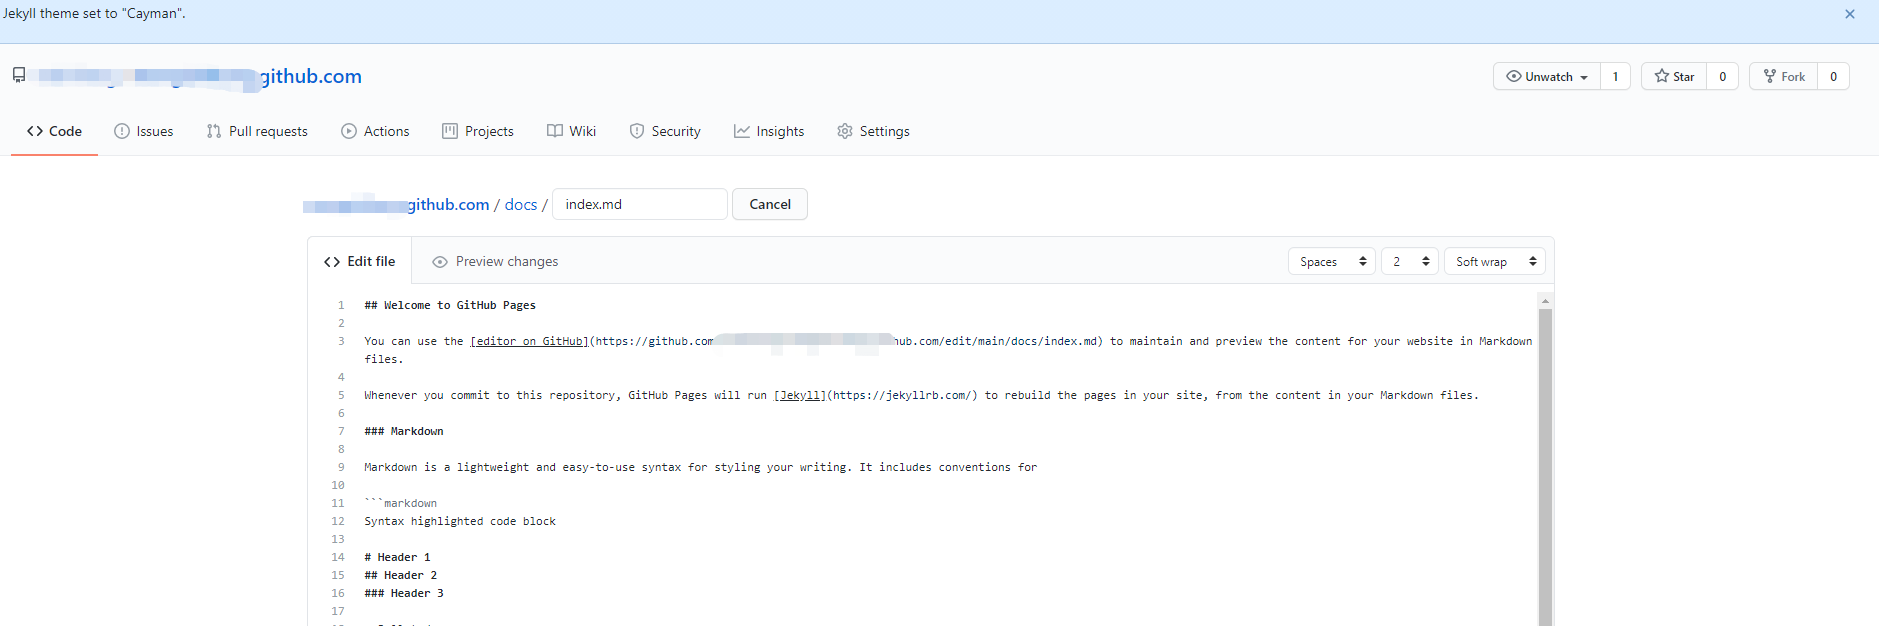 Jekyll theme set to "Cayman".
github.com
Unwatch 1 Star 0 Fork 0
Code Issues Pull requests Actions Projects Wiki Security Insights Settings
github.com / docs / index.md Cancel
Edit file Preview changes Spaces 2 Soft wrap
1 ## Welcome to GitHub Pages
2
3 You can use the [editor on GitHub](https://github.com hub.com/edit/main/docs/index.md) to maintain and preview the content for your website in Markdown
files.
4
5 Whenever you commit to this repository, GitHub Pages will run [Jekyll](https://jekyllrb.com/) to rebuild the pages in your site, from the content in your Markdown files.
6
7 ### Markdown
8
9 Markdown is a lightweight and easy-to-use syntax for styling your writing. It includes conventions for
10
11 ```markdown
12 Syntax highlighted code block
13
14 # Header 1
15 ## Header 2
16 ### Header 3
17